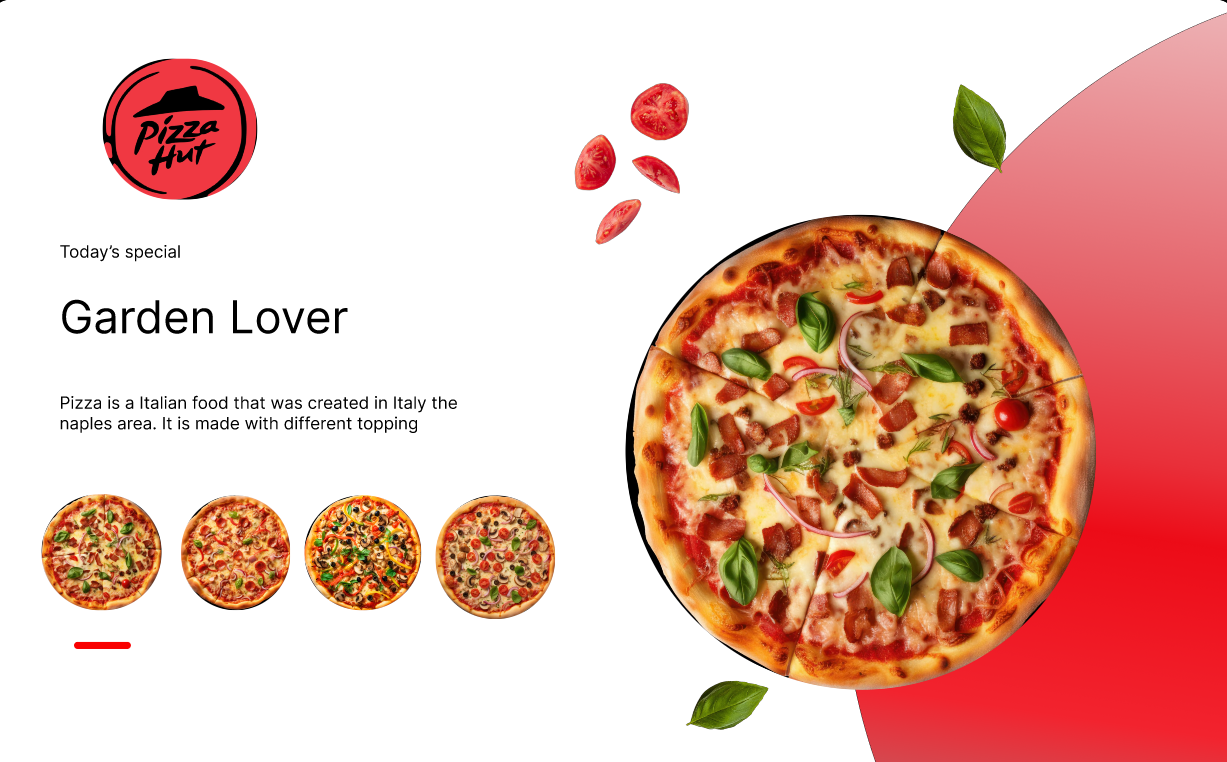 Pizza
Hut
Today’s special
Garden Lover
Pizza is a Italian food that was created in Italy the
naples area. It is made with different topping